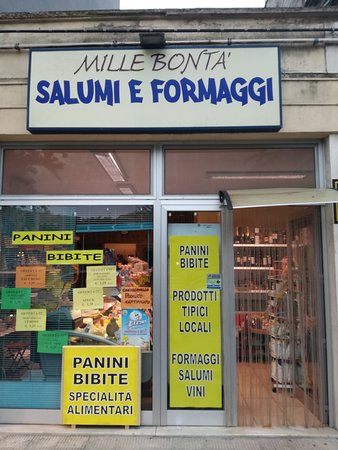 MILLE BONTA'
SALUMI E FORMAGGI
PANINI
BIBITE
PANINI
BIBITE
PRODOTTI
TIPICI
LOCALI
FORMAGGI
SALUMI
VINI
PANINI
BIBITE
SPECIALITA
ALIMENTARI